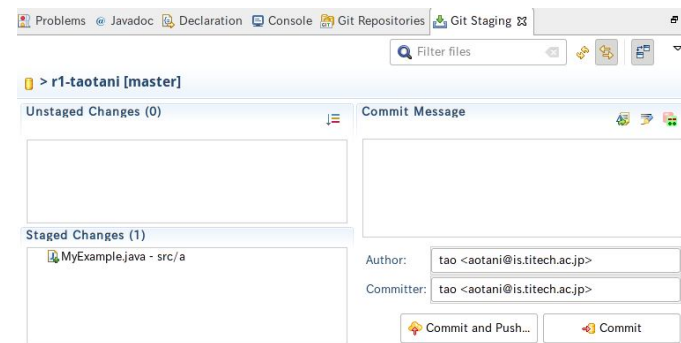 Problems @ Javadoc Declaration Console Git Repositories Git Staging
Filter files
> r1-taotani [master]
Unstaged Changes (0)
Commit Message
Staged Changes (1)
MyExample.java - src/a
Author: tao <aotani@is.titech.ac.jp>
Committer: tao <aotani@is.titech.ac.jp>
Commit and Push... Commit